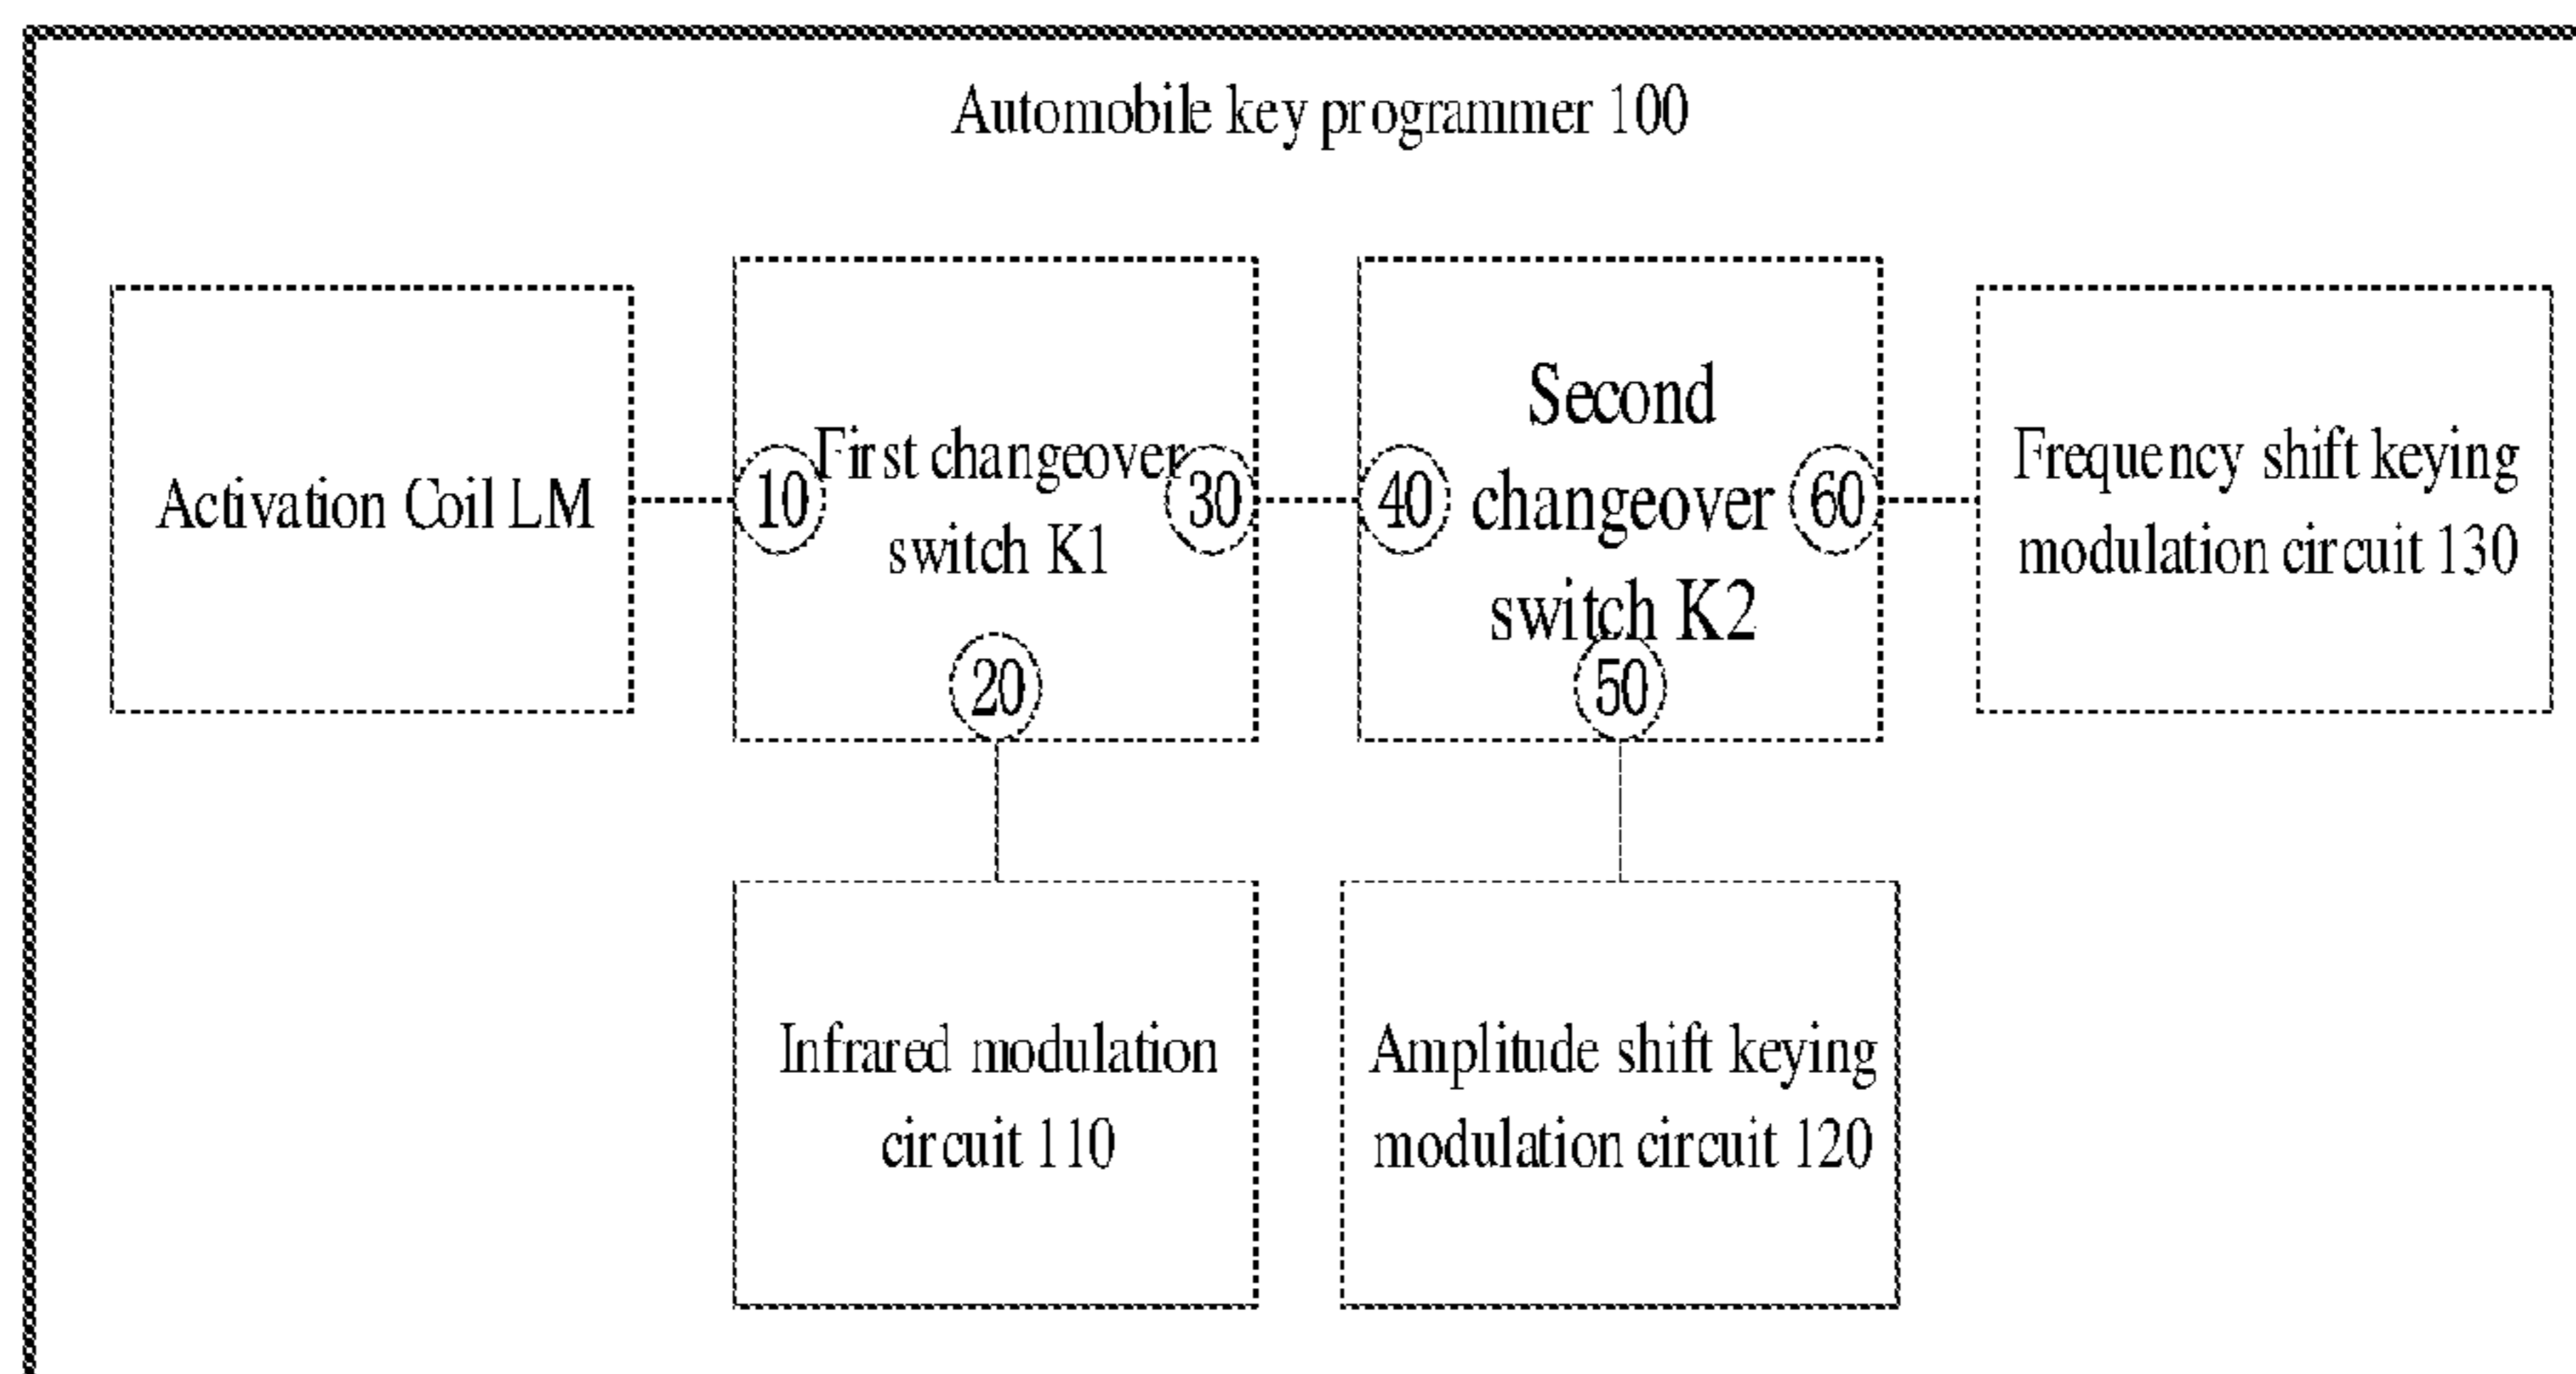 Automobile key programmer 100
Activation Coil LM
10
First changeover
switch K1
30
20
40
Second
changeover
switch K2
60
50
Frequency shift keying
modulation circuit 130
Infrared modulation
circuit 110
Amplitude shift keying
modulation circuit 120